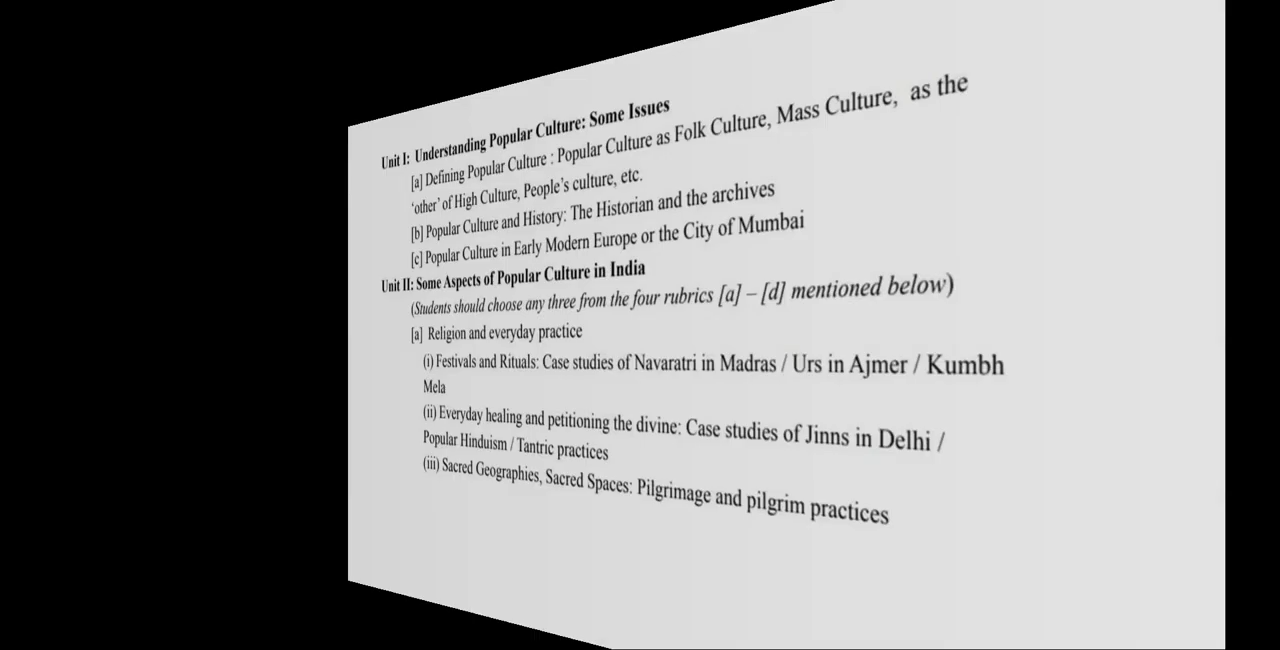 Unit I: Understanding Popular Culture: Some Issues
[a] Defining Popular Culture : Popular Culture as Folk Culture, Mass Culture, as the
‘other’ of High Culture, People’s culture, etc.
[b] Popular Culture and History: The Historian and the archives
[c] Popular Culture in Early Modern Europe or the City of Mumbai
Unit II: Some Aspects of Popular Culture in India
(Students should choose any three from the four rubrics [a] – [d] mentioned below)
[a] Religion and everyday practice
(i) Festivals and Rituals: Case studies of Navaratri in Madras / Urs in Ajmer / Kumbh
Mela
(ii) Everyday healing and petitioning the divine: Case studies of Jinns in Delhi /
Popular Hinduism / Tantric practices
(iii) Sacred Geographies, Sacred Spaces: Pilgrimage and pilgrim practices